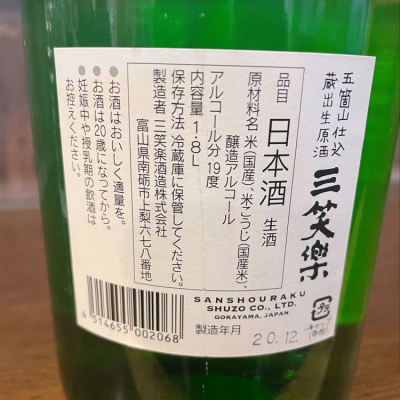 五箇山仕込
蔵出生原酒
三笑樂
品目 日本酒 生酒
原材料名 米(国産)、米こうじ(国産米)、
醸造アルコール
アルコール分19度
内容量1.8L
保存方法 冷蔵庫に保管してください。
製造者 三笑楽酒造株式会社
富山県南砺市上梨六七八番地
●お酒はおいしく適量を。
●お酒は20歳になってから。
●妊娠中や授乳期の飲酒は
お控えください。
SANSHOURAKU
SHUZO CO., LTD.
GOKAYAMA, JAPAN
製造年月 20.12.
4 514655 002068